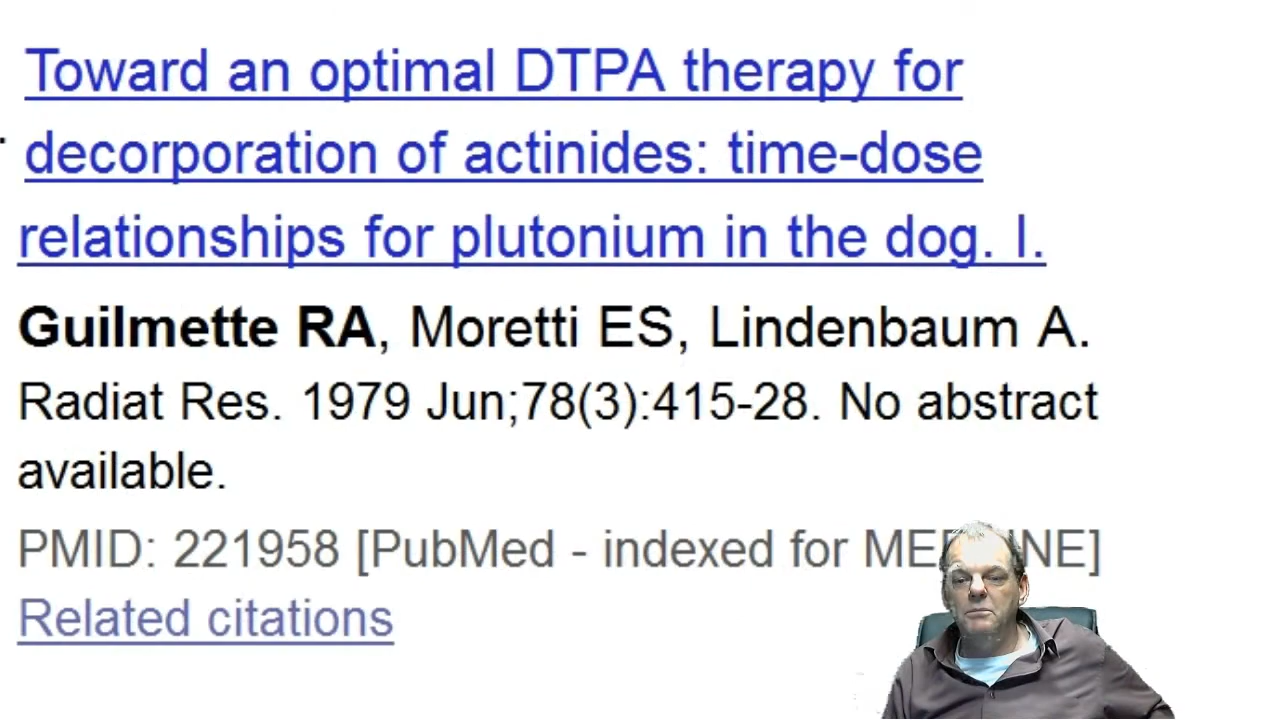 Toward an optimal DTPA therapy for
decorporation of actinides: time-dose
relationships for plutonium in the dog. I.
Guilmette RA, Moretti ES, Lindenbaum A.
Radiat Res. 1979 Jun;78(3):415-28. No abstract
available.
PMID: 221958 [PubMed - indexed for
Related citations